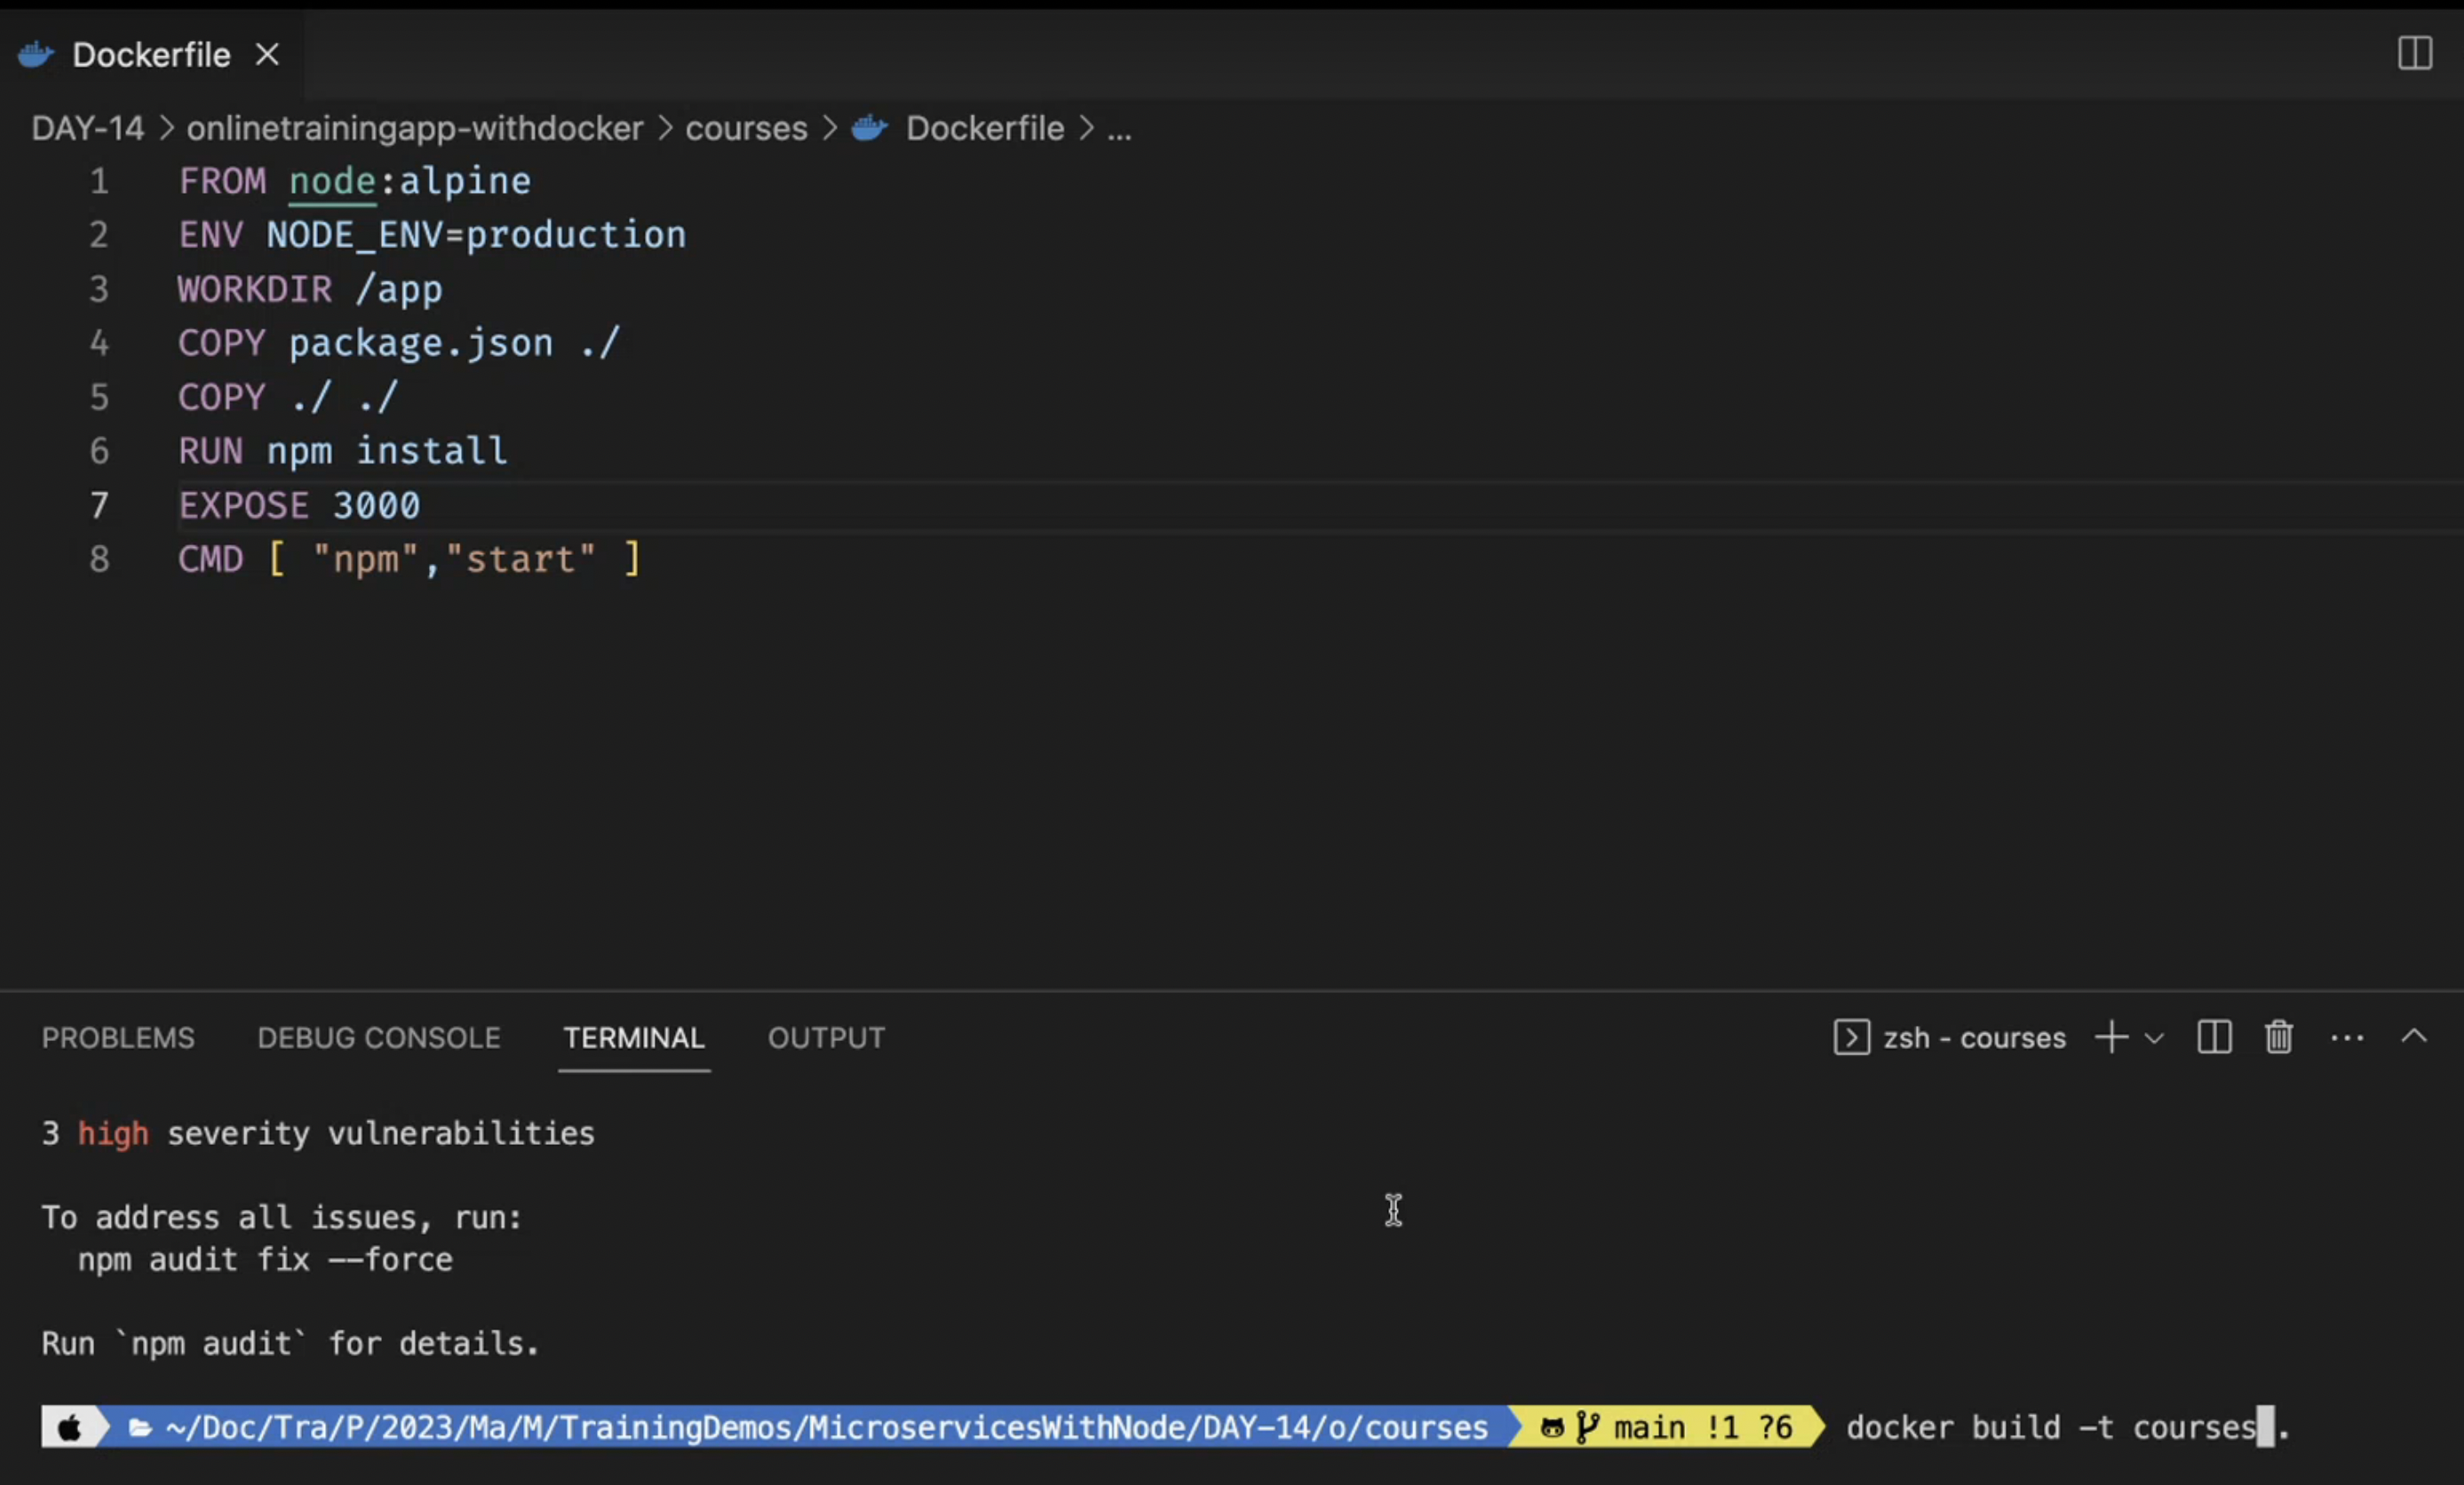 Dockerfile
DAY-14 > onlinetrainingapp-withdocker > courses > Dockerfile > ...
1 FROM node:alpine
2 ENV NODE_ENV=production
3 WORKDIR /app
4 COPY package.json ./
5 COPY ./ ./
6 RUN npm install
7 EXPOSE 3000
8 CMD [ "npm","start" ]
PROBLEMS DEBUG CONSOLE TERMINAL OUTPUT zsh - courses
3 high severity vulnerabilities
To address all issues, run:
npm audit fix --force
Run `npm audit` for details.
~/Doc/Tra/P/2023/Ma/M/TrainingDemos/MicroservicesWithNode/DAY-14/o/courses main !1 ?6 docker build -t courses .